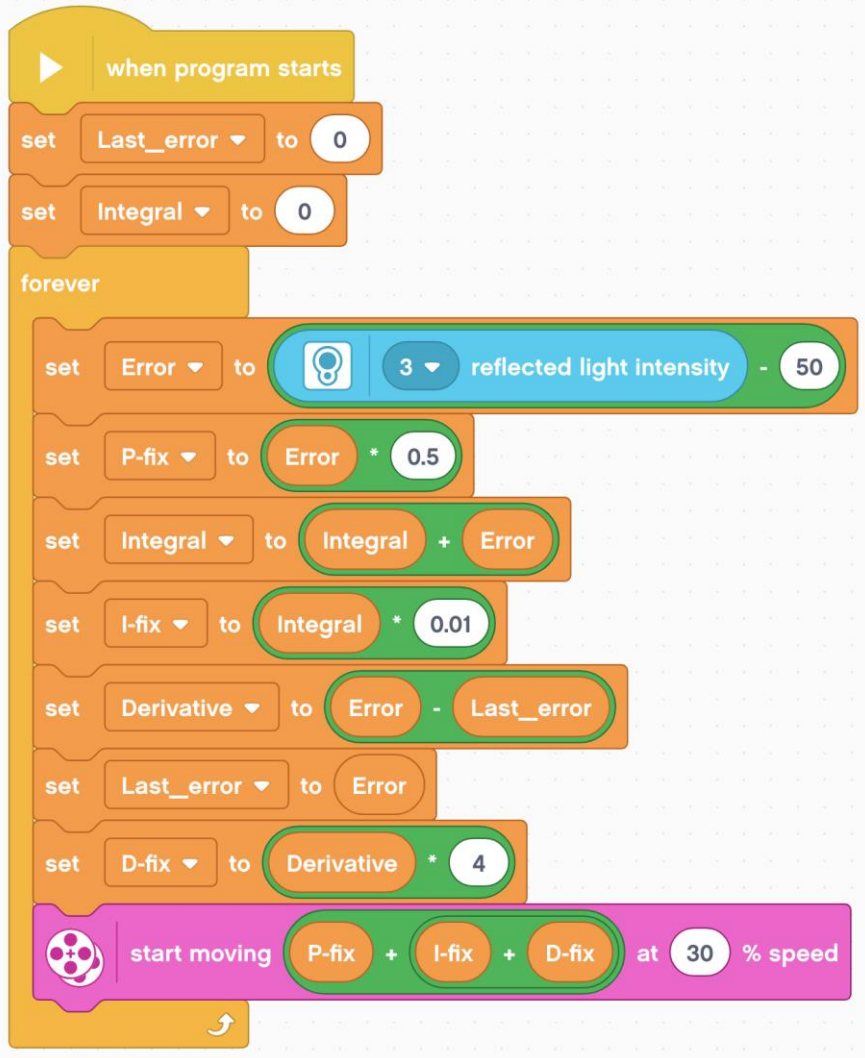 when program starts
set Last_error to 0
set Integral to 0
forever
set Error to 3 reflected light intensity - 50
set P-fix to Error * 0.5
set Integral to Integral + Error
set I-fix to Integral * 0.01
set Derivative to Error - Last_error
set Last_error to Error
set D-fix to Derivative * 4
start moving P-fix + I-fix + D-fix at 30 % speed